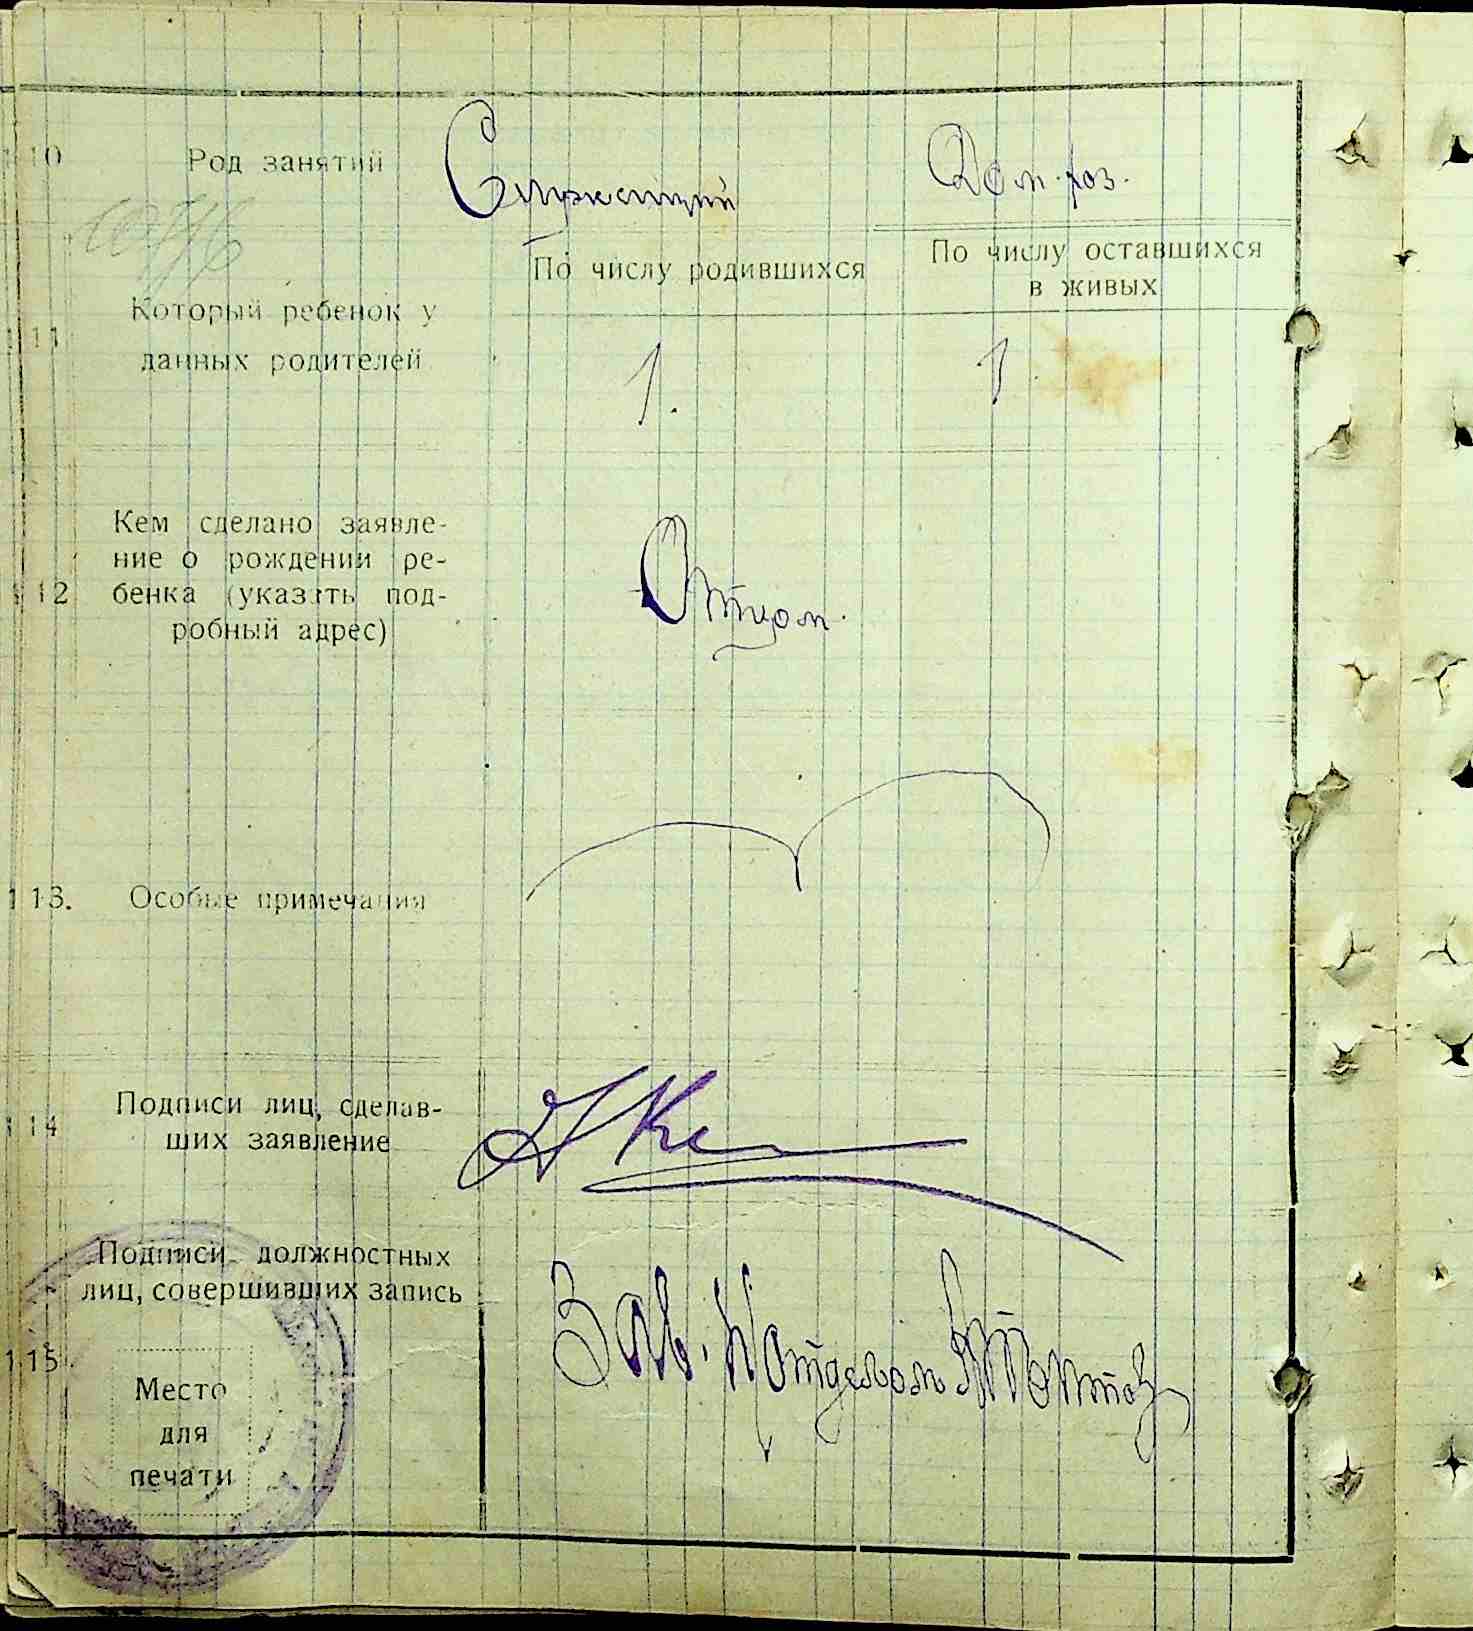 10 Род занятий Служащий Дом. хоз.
По числу родившихся По числу оставшихся
в живых
11 Который ребенок у
данных родителей 1. 1
Кем сделано заявле-
ние о рождении ре-
12 бенка (указать под-
робный адрес) Отцом.
13. Особые примечания
14 Подписи лиц, сделав-
ших заявление
Подписи должностных
лиц, совершивших запись
15 Зав.
Место
для
печати